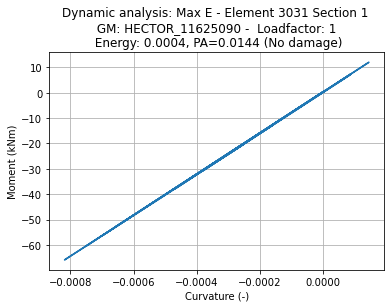 Dynamic analysis: Max E - Element 3031 Section 1
GM: HECTOR_11625090 -  Loadfactor: 1
Energy: 0.0004, PA=0.0144 (No damage)
10
0
−10
−20
−30
−40
−50
−60
Moment (kNm)
−0.0008 −0.0006 −0.0004 −0.0002 0.0000
Curvature (-)